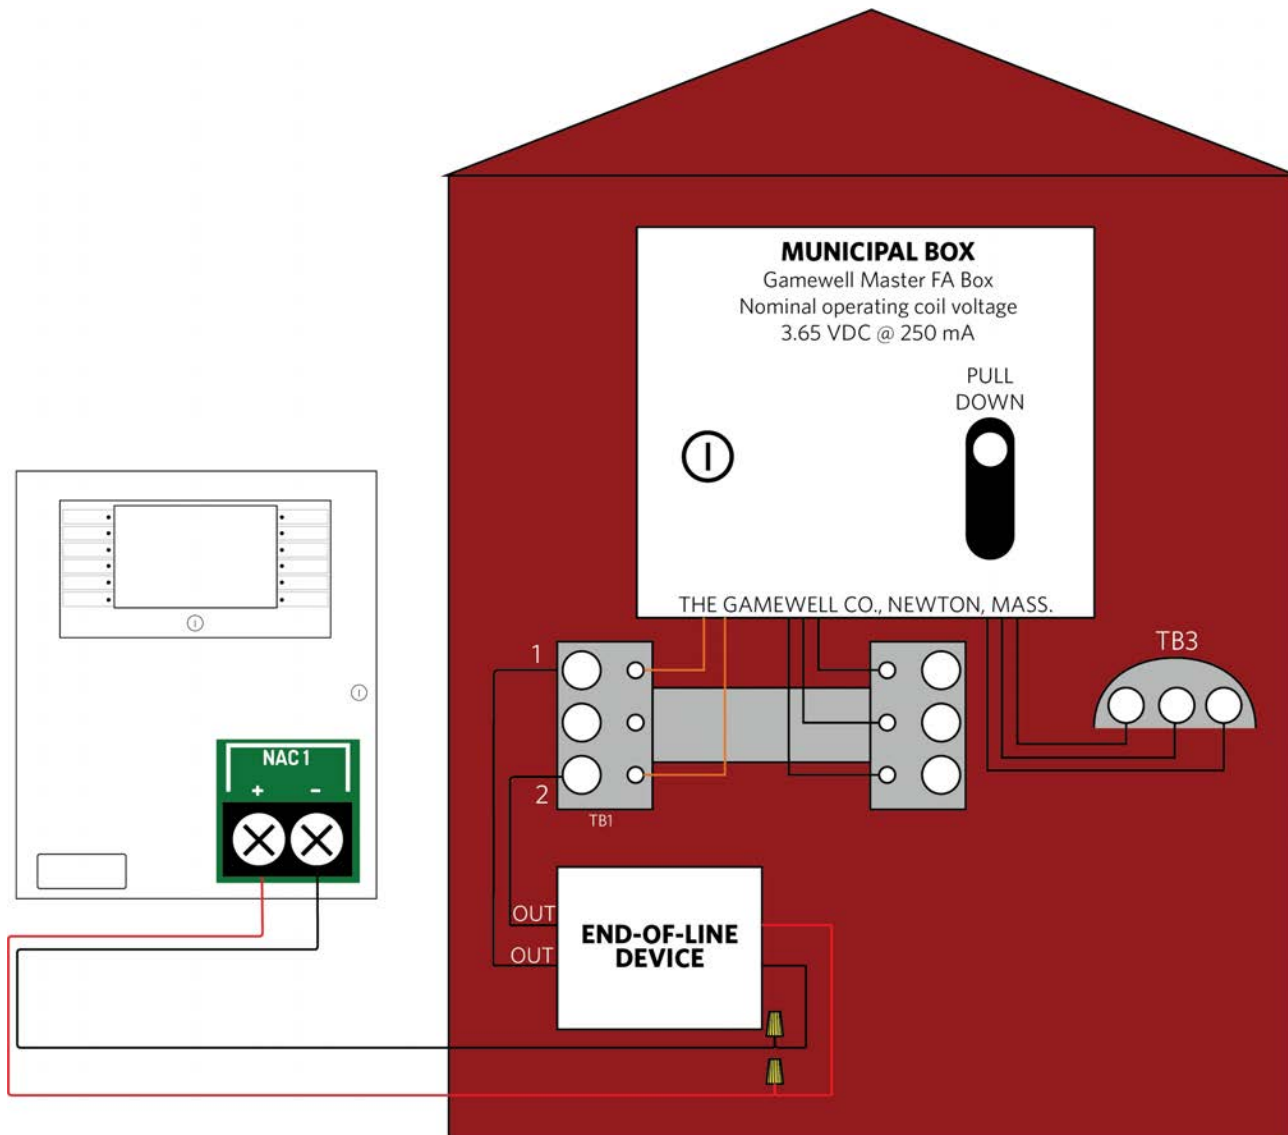 MUNICIPAL BOX
Gamewell Master FA Box
Nominal operating coil voltage
3.65 VDC @ 250 mA
PULL
DOWN
THE GAMEWELL CO., NEWTON, MASS.
1
2
TB1
TB3
NAC 1
+ -
OUT
OUT
END-OF-LINE
DEVICE